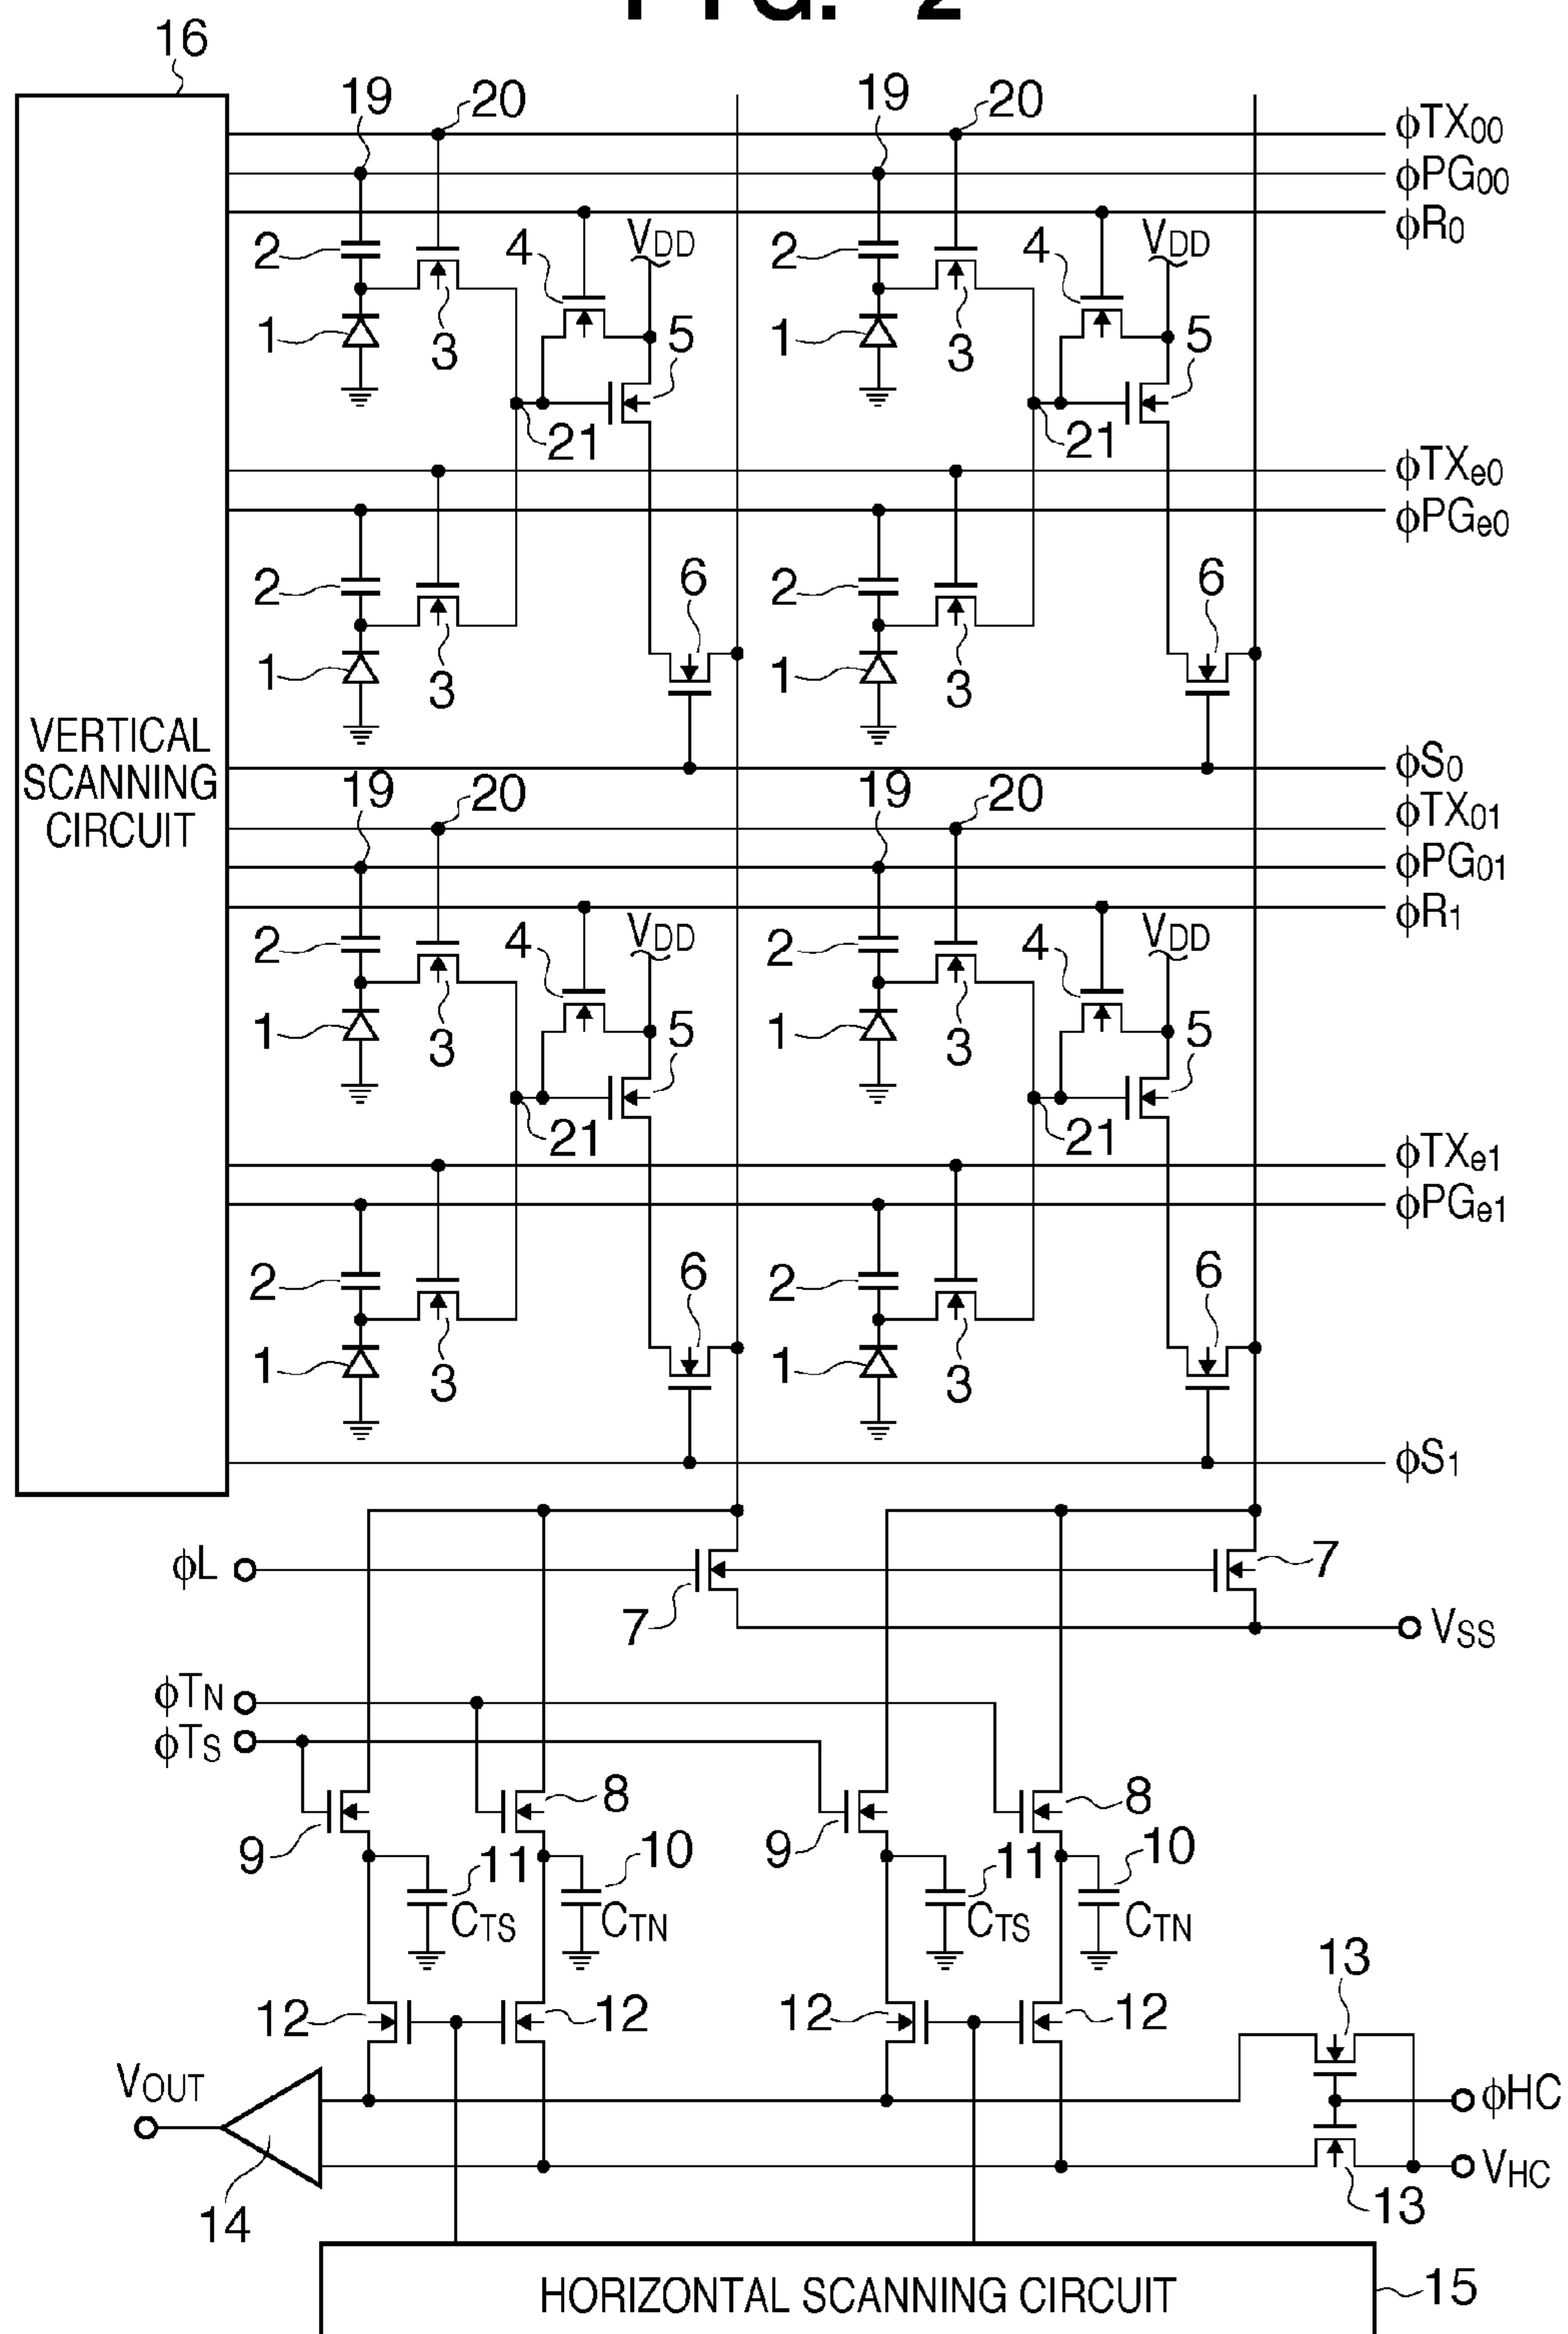 FIG. 2
16
19 20 19 20 ϕTX00
ϕPG00
ϕR0
2 4 VDD 2 4 VDD
1 3 5 1 3 5
21 21
ϕTXe0
ϕPGe0
2 6 2 6
1 3 1 3
VERTICAL
SCANNING
CIRCUIT
ϕS0
19 20 19 20 ϕTX01
ϕPG01
ϕR1
2 4 VDD 2 4 VDD
1 3 5 1 3 5
21 21
ϕTXe1
ϕPGe1
2 6 2 6
1 3 1 3
ϕS1
ϕL 7
7 VSS
ϕTN
ϕTS
8 8
9 11 10 9 11 10
CTS CTN CTS CTN
13
12 12 12 12
VOUT ϕHC
VHC
14 13
HORIZONTAL SCANNING CIRCUIT 15